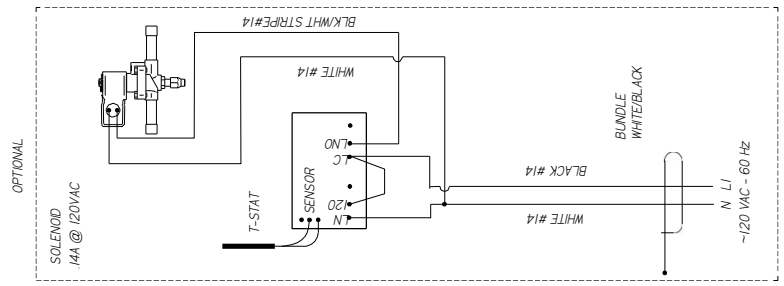 BLK/WHT STRIPE#14
WHITE #14
OPTIONAL
SOLENOID
.14A @ 120VAC
T-STAT
SENSOR
LNO
LC
120
LN
BLACK #14
WHITE #14
BUNDLE
WHITE/BLACK
N L1
~120 VAC - 60 Hz